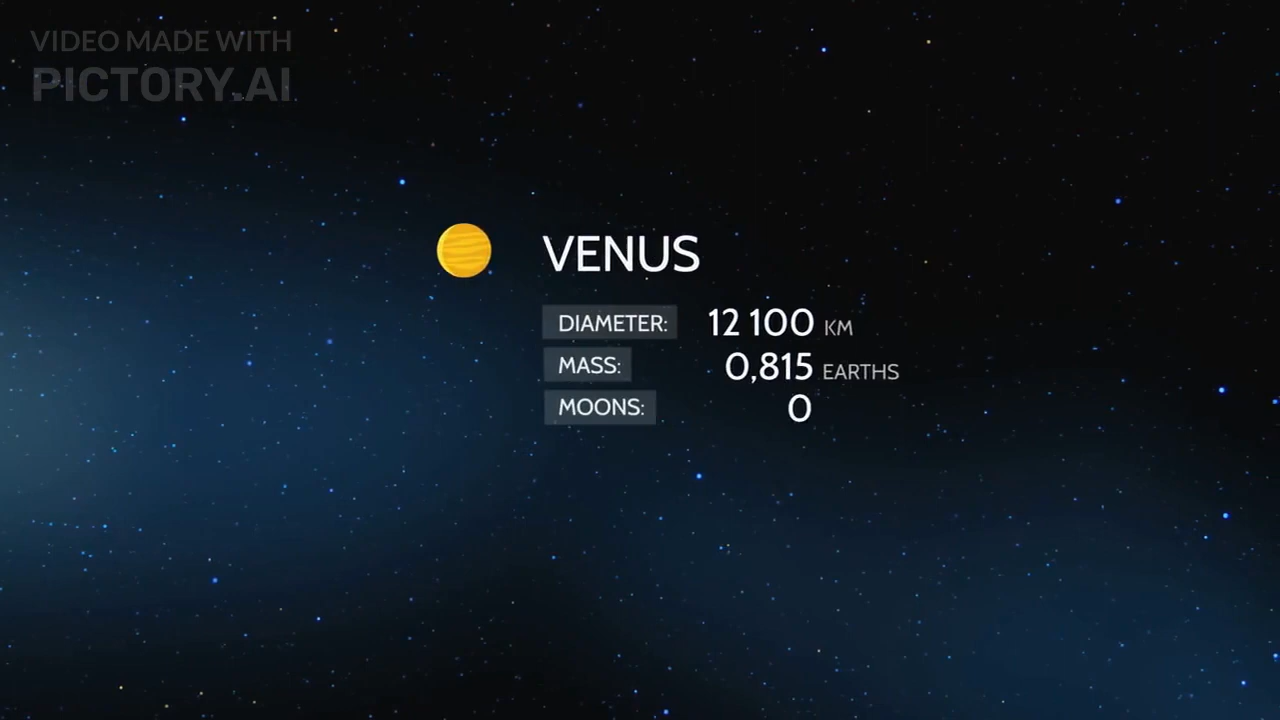 VIDEO MADE WITH
PICTORY.AI
VENUS
DIAMETER: 12 100 KM
MASS: 0,815 EARTHS
MOONS: 0